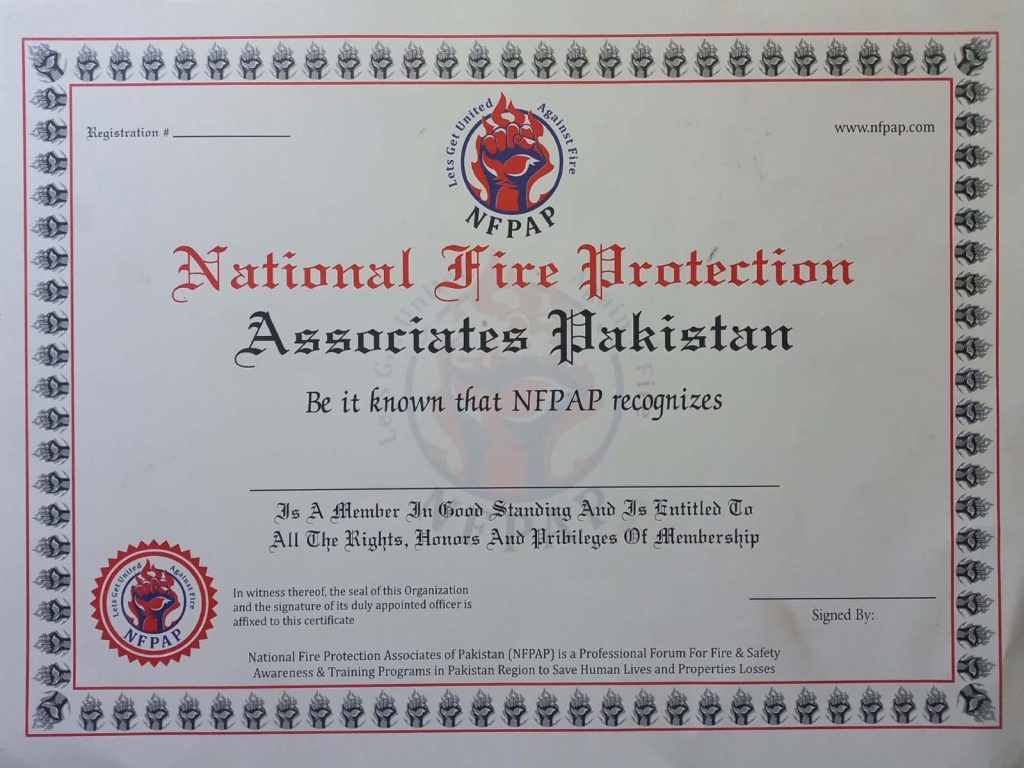 Registration #
www.nfpap.com
Lets Get United Against Fire
NFPAP
National Fire Protection
Associates Pakistan
Be it known that NFPAP recognizes
Is A Member In Good Standing And Is Entitled To
All The Rights, Honors And Pribileges Of Membership
Lets Get United Against Fire
NFPAP
In witness thereof, the seal of this Organization
and the signature of its duly appointed officer is
affixed to this certificate
Signed By:
National Fire Protection Associates of Pakistan (NFPAP) is a Professional Forum For Fire & Safety
Awareness & Training Programs in Pakistan Region to Save Human Lives and Properties Losses